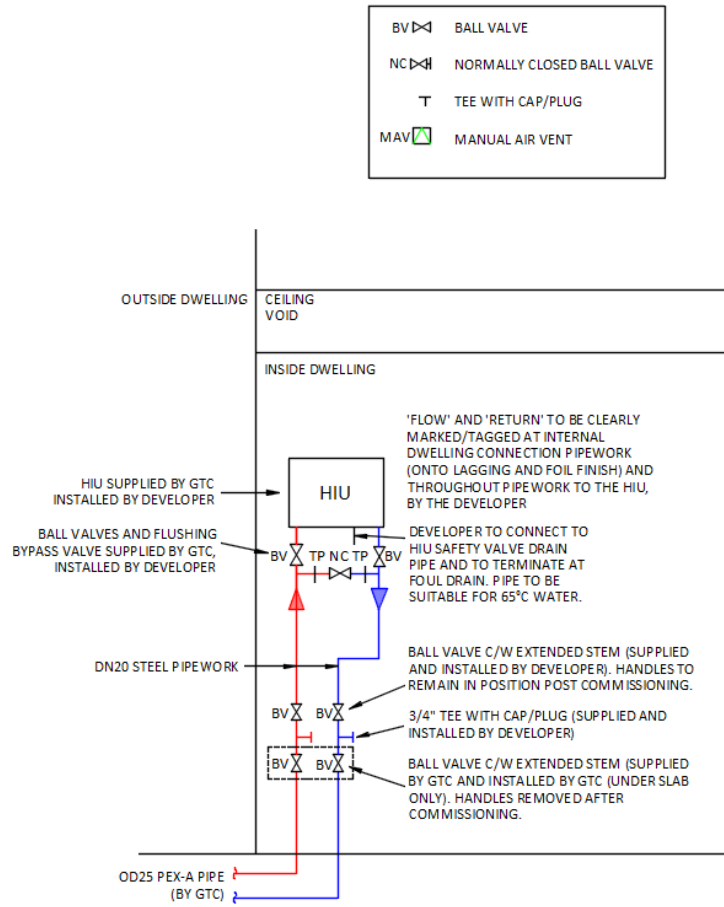 BV BALL VALVE
NC NORMALLY CLOSED BALL VALVE
TEE WITH CAP/PLUG
MAV MANUAL AIR VENT
OUTSIDE DWELLING
CEILING
VOID
INSIDE DWELLING
'FLOW' AND 'RETURN' TO BE CLEARLY
MARKED/TAGGED AT INTERNAL
DWELLING CONNECTION PIPEWORK
(ONTO LAGGING AND FOIL FINISH) AND
THROUGHOUT PIPEWORK TO THE HIU,
BY THE DEVELOPER
HIU SUPPLIED BY GTC
INSTALLED BY DEVELOPER
HIU
BALL VALVES AND FLUSHING
BYPASS VALVE SUPPLIED BY GTC,
INSTALLED BY DEVELOPER
BV TP NC TP BV
DEVELOPER TO CONNECT TO
HIU SAFETY VALVE DRAIN
PIPE AND TO TERMINATE AT
FOUL DRAIN. PIPE TO BE
SUITABLE FOR 65°C WATER.
DN20 STEEL PIPEWORK
BALL VALVE C/W EXTENDED STEM (SUPPLIED
AND INSTALLED BY DEVELOPER). HANDLES TO
REMAIN IN POSITION POST COMMISSIONING.
BV BV
3/4" TEE WITH CAP/PLUG (SUPPLIED AND
INSTALLED BY DEVELOPER)
BV BV
BALL VALVE C/W EXTENDED STEM (SUPPLIED
BY GTC AND INSTALLED BY GTC (UNDER SLAB
ONLY). HANDLES REMOVED AFTER
COMMISSIONING.
OD25 PEX-A PIPE
(BY GTC)